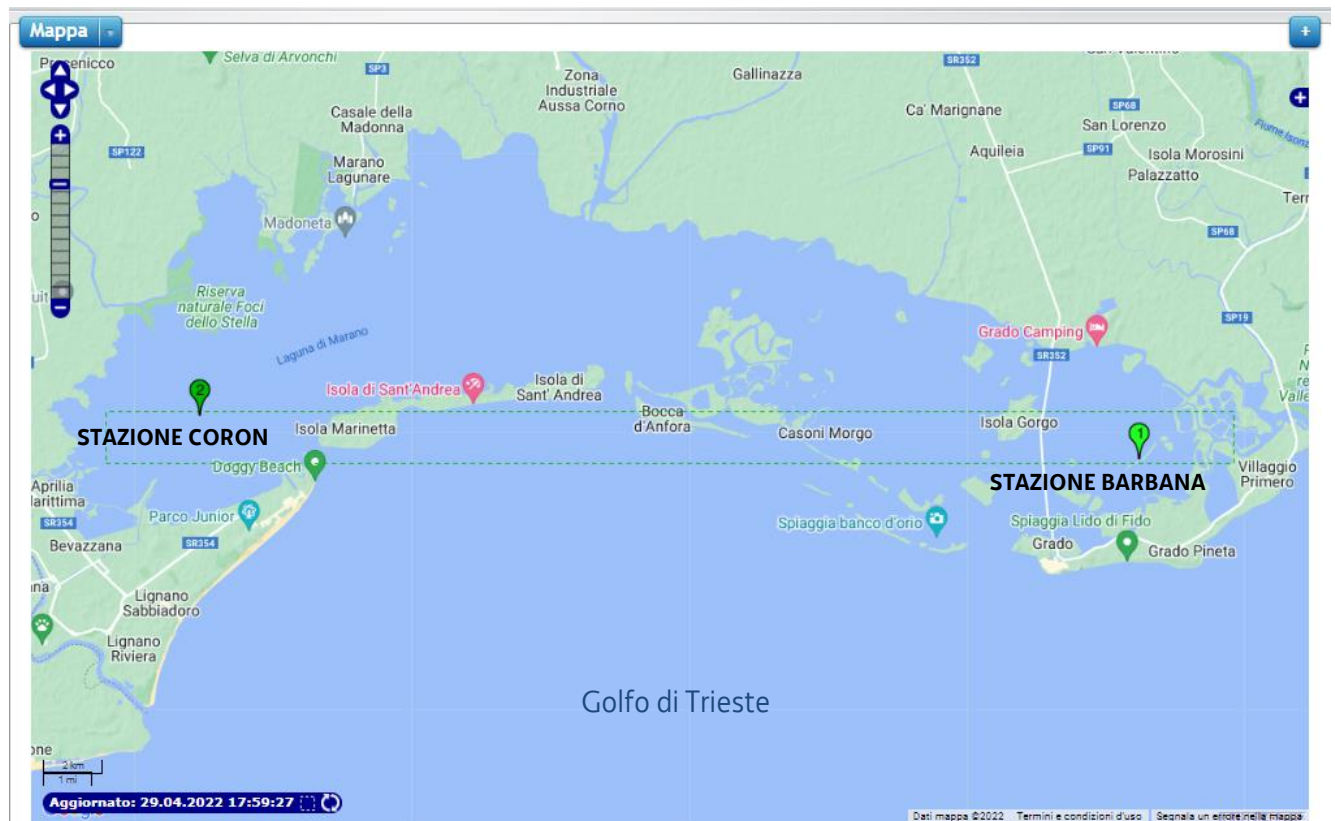 Mappa
Selva di Arvonchi
SP3
Zona
Industriale
Aussa Corno
Gallinazza
SR352
Casale della
Madonna
Ca' Marignane
SP68
San Lorenzo
SP122
Marano
Lagunare
Aquileia
SP91
Isola Morosini
Palazzatto
Madoneta
SP68
Riserva
naturale Foci
dello Stella
SP19
Laguna di Marano
Grado Camping
SR352
2
Isola di Sant'Andrea
Isola di
Sant' Andrea
STAZIONE CORON
Isola Marinetta
Bocca
d'Anfora
Casoni Morgo
Isola Gorgo
1
Doggy Beach
STAZIONE BARBANA
Villaggio
Primero
Aprilia
Marittima
SR354
Parco Junior
Spiaggia banco d'orio
Spiaggia Lido di Fido
Bevazzana
SR354
Grado
Grado Pineta
Lignano
Sabbiadoro
Lignano
Riviera
Golfo di Trieste
2 km
1 mi
Aggiornato: 29.04.2022 17:59:27
Dati mappa ©2022
Termini e condizioni d'uso
Segnala un errore nella mappa